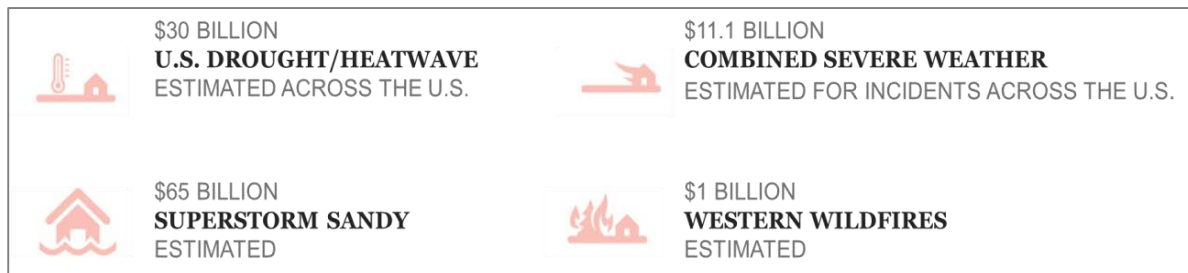 $30 BILLION
U.S. DROUGHT/HEATWAVE
ESTIMATED ACROSS THE U.S.
$11.1 BILLION
COMBINED SEVERE WEATHER
ESTIMATED FOR INCIDENTS ACROSS THE U.S.
$65 BILLION
SUPERSTORM SANDY
ESTIMATED
$1 BILLION
WESTERN WILDFIRES
ESTIMATED